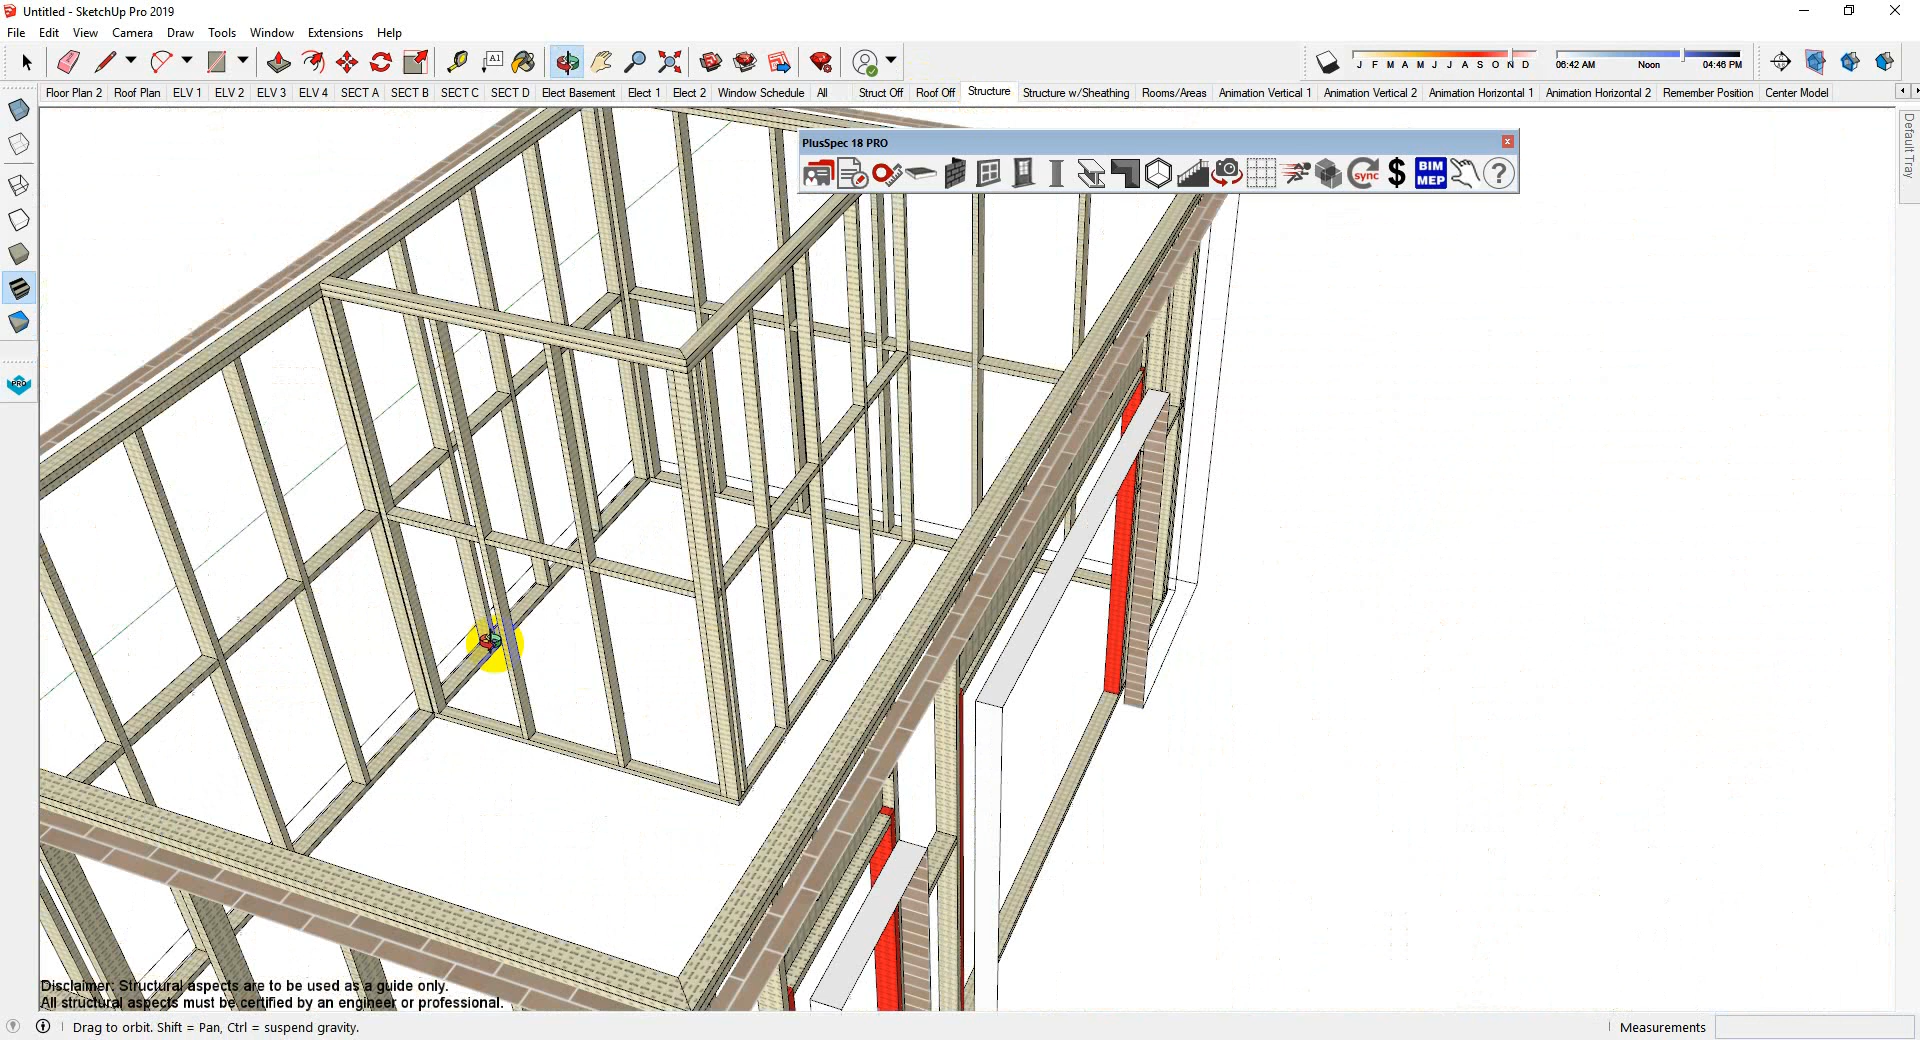 Untitled - SketchUp Pro 2019
File Edit View Camera Draw Tools Window Extensions Help
A1
J F M A M J J A S O N D
06:42 AM Noon 04:46 PM
Floor Plan 2 Roof Plan ELV 1 ELV 2 ELV 3 ELV 4 SECT A SECT B SECT C SECT D Elect Basement Elect 1 Elect 2 Window Schedule All Struct Off Roof Off Structure Structure w/Sheathing Rooms/Areas Animation Vertical 1 Animation Vertical 2 Animation Horizontal 1 Animation Horizontal 2 Remember Position Center Model
Default Tray
PlusSpec 18 PRO
sync $ BIM MEP ?
PRO
Disclaimer: Structural aspects are to be used as a guide only.
All structural aspects must be certified by an engineer or professional.
Drag to orbit. Shift = Pan, Ctrl = suspend gravity.
Measurements